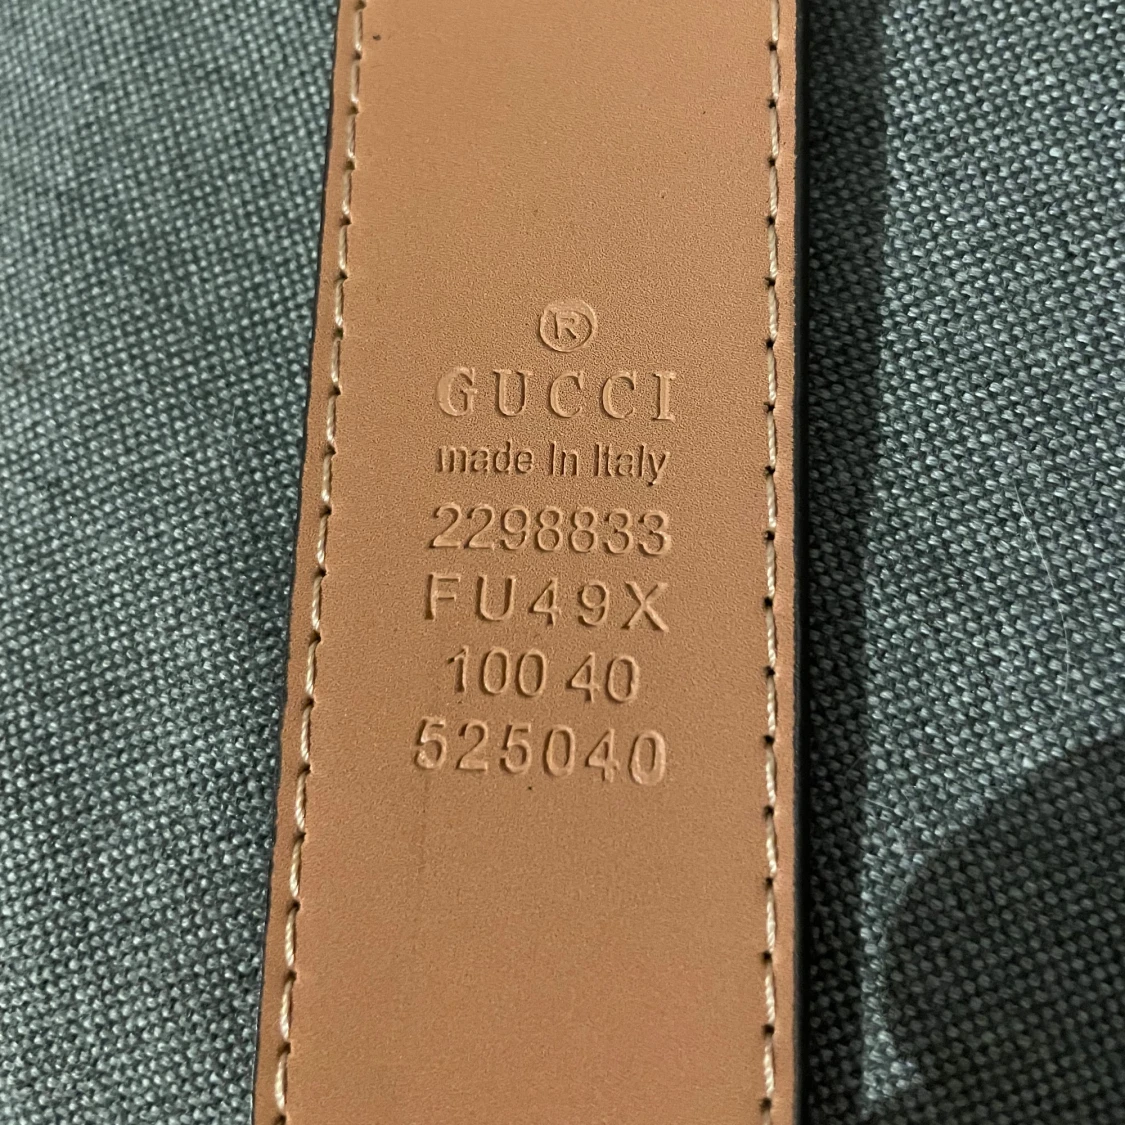 ®
GUCCI
made In Italy
2298833
FU49X
100 40
525040